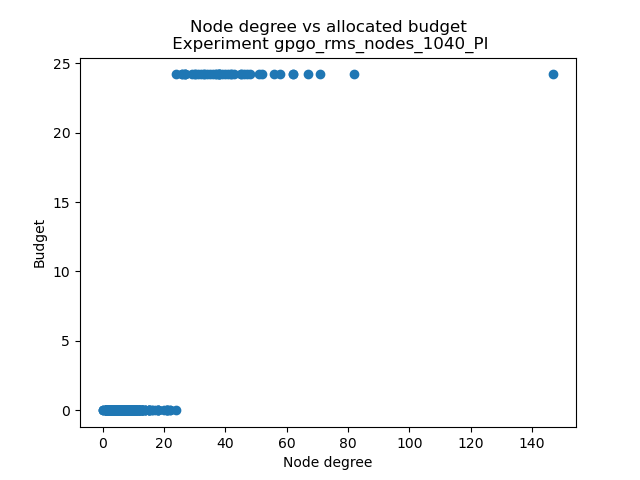 Node degree vs allocated budget
Experiment gpgo_rms_nodes_1040_PI
25
20
15
10
5
0
Budget
0 20 40 60 80 100 120 140
Node degree